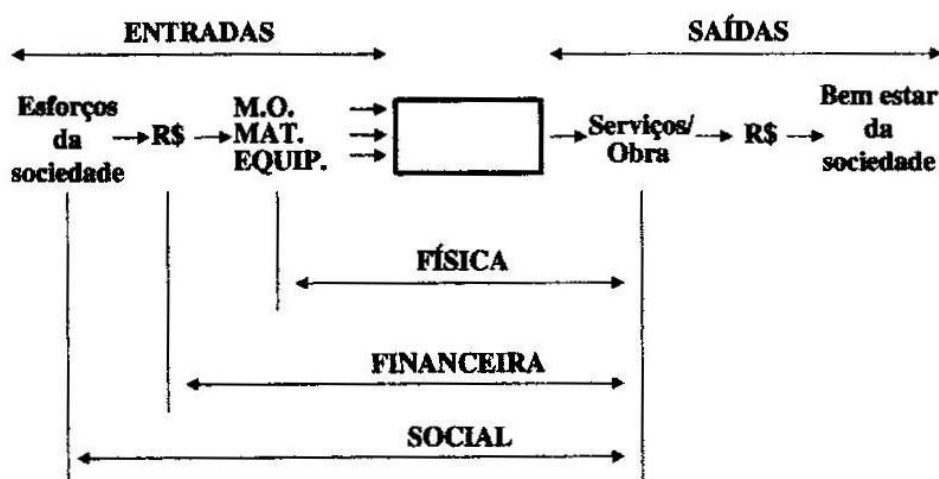 ENTRADAS
SAÍDAS
Esforços
da
sociedade
R$
M.O.
MAT.
EQUIP.
Serviços/
Obra
R$
Bem estar
da
sociedade
FÍSICA
FINANCEIRA
SOCIAL